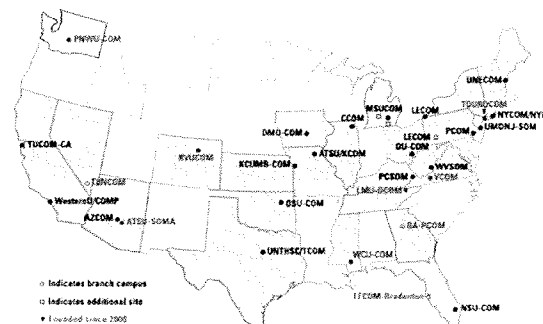 PNWU-COM
UNECOM
TOUROCOM
MSUCOM
LECOM
NYCOM/NYI
CCOM
UMDNJ-SOM
DMU-COM
LECOM
PCOM
TUCOM-CA
OU-COM
RVUCOM
ATSU/KCOM
KCUMB-COM
WVSOM
TUNCOM
PCSOM
VCOM
LMU-DCOM
WesternU/COMP
OSU-COM
AZCOM
ATSU-SOMA
GA-PCOM
UNTHSC/TCOM
WCU-COM
Indicates branch campus
LECOM-Bradenton
Indicates additional site
NSU-COM
Founded since 2000